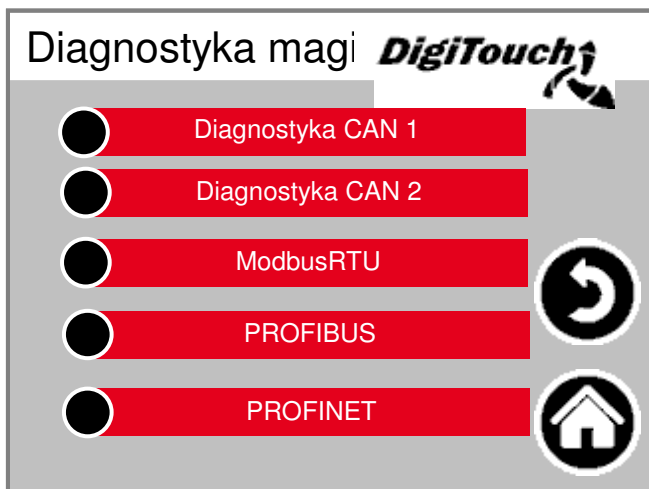 Diagnostyka magi
DigiTouch
Diagnostyka CAN 1
Diagnostyka CAN 2
ModbusRTU
PROFIBUS
PROFINET